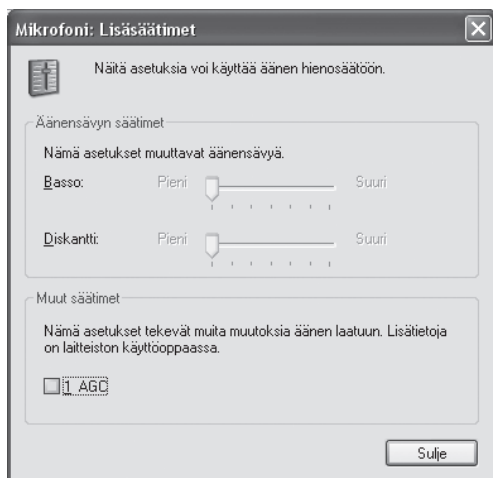 Mikrofoni: Lisäsäätimet
Näitä asetuksia voi käyttää äänen hienosäätöön.
Äänensävyn säätimet
Nämä asetukset muuttavat äänensävyä.
Basso: Pieni Suuri
Diskantti: Pieni Suuri
Muut säätimet
Nämä asetukset tekevät muita muutoksia äänen laatuun. Lisätietoja
on laitteiston käyttöoppaassa.
1 AGC
Sulje